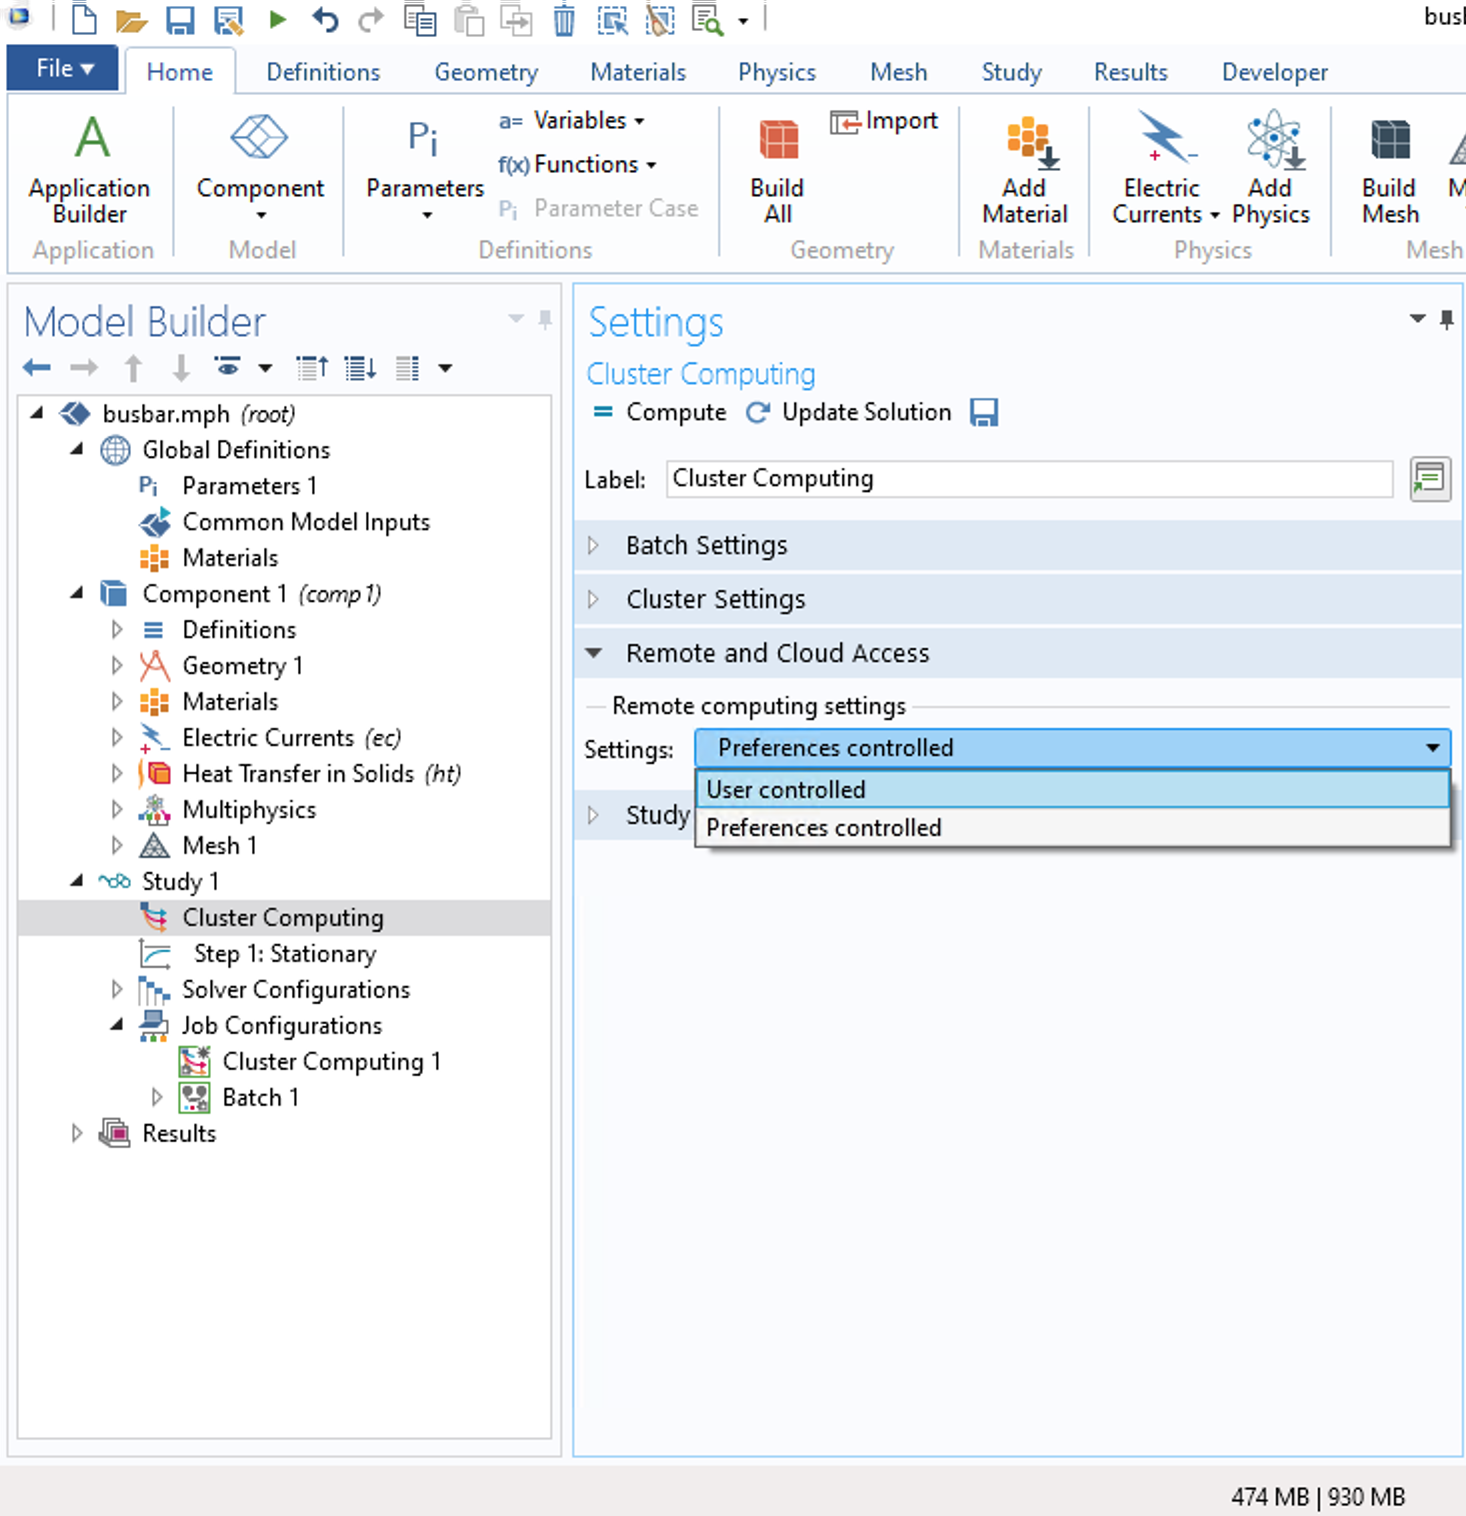 busl
File
Home
Definitions
Geometry
Materials
Physics
Mesh
Study
Results
Developer
Application
Builder
Application
Component
Model
Pi
Parameters
a= Variables
f(x) Functions
Pi Parameter Case
Definitions
Build
All
Import
Geometry
Add
Material
Materials
Electric
Currents
Add
Physics
Physics
Build
Mesh
M
Mesh
Model Builder
busbar.mph (root)
Global Definitions
Pi Parameters 1
Common Model Inputs
Materials
Component 1 (comp1)
Definitions
Geometry 1
Materials
Electric Currents (ec)
Heat Transfer in Solids (ht)
Multiphysics
Mesh 1
Study 1
Cluster Computing
Step 1: Stationary
Solver Configurations
Job Configurations
Cluster Computing 1
Batch 1
Results
Settings
Cluster Computing
= Compute
Update Solution
Label: Cluster Computing
Batch Settings
Cluster Settings
Remote and Cloud Access
Remote computing settings
Settings: Preferences controlled
User controlled
Study
Preferences controlled
474 MB | 930 MB